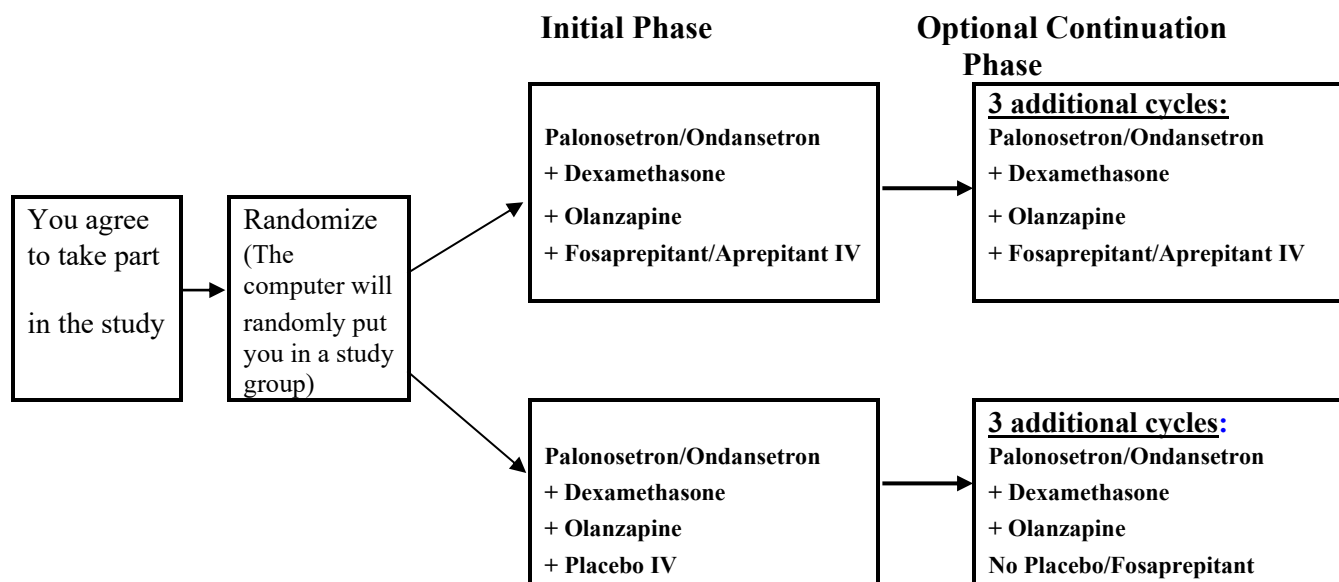 Initial Phase
Optional Continuation
Phase
You agree
to take part
in the study
Randomize
(The
computer will
randomly put
you in a study
group)
Palonosetron/Ondansetron
+ Dexamethasone
+ Olanzapine
+ Fosaprepitant/Aprepitant IV
3 additional cycles:
Palonosetron/Ondansetron
+ Dexamethasone
+ Olanzapine
+ Fosaprepitant/Aprepitant IV
Palonosetron/Ondansetron
+ Dexamethasone
+ Olanzapine
+ Placebo IV
3 additional cycles:
Palonosetron/Ondansetron
+ Dexamethasone
+ Olanzapine
No Placebo/Fosaprepitant